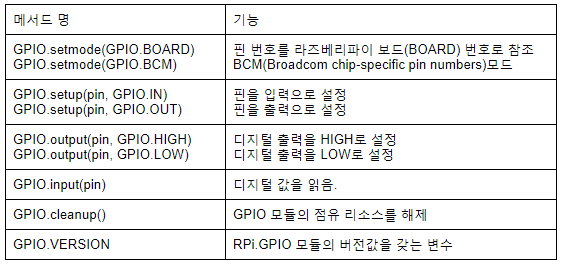 메서드 명 기능
GPIO.setmode(GPIO.BOARD) 핀 번호를 라즈베리파이 보드(BOARD) 번호로 참조
GPIO.setmode(GPIO.BCM) BCM(Broadcom chip-specific pin numbers)모드
GPIO.setup(pin, GPIO.IN) 핀을 입력으로 설정
GPIO.setup(pin, GPIO.OUT) 핀을 출력으로 설정
GPIO.output(pin, GPIO.HIGH) 디지털 출력을 HIGH로 설정
GPIO.output(pin, GPIO.LOW) 디지털 출력을 LOW로 설정
GPIO.input(pin) 디지털 값을 읽음.
GPIO.cleanup() GPIO 모듈의 점유 리소스를 해제
GPIO.VERSION RPi.GPIO 모듈의 버전값을 갖는 변수